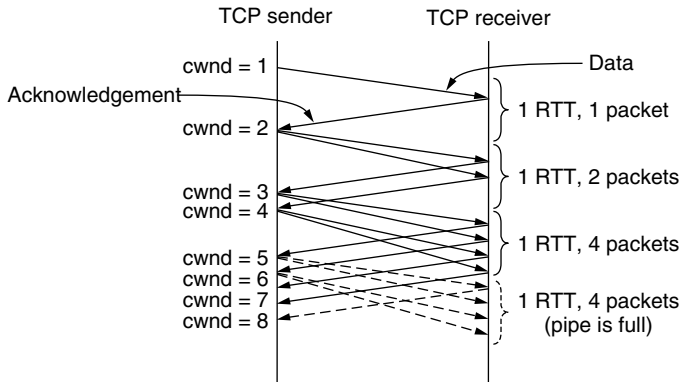 TCP sender
TCP receiver
cwnd = 1
Data
Acknowledgement
1 RTT, 1 packet
cwnd = 2
1 RTT, 2 packets
cwnd = 3
cwnd = 4
1 RTT, 4 packets
cwnd = 5
cwnd = 6
cwnd = 7
1 RTT, 4 packets
(pipe is full)
cwnd = 8